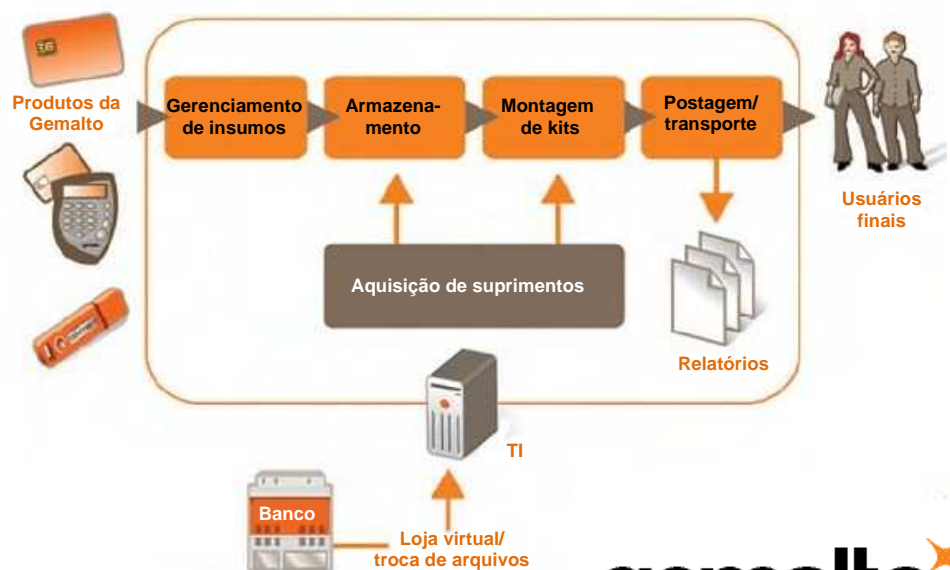 Produtos da
Gemalto
Gerenciamento
de insumos
Armazena-
mento
Montagem
de kits
Postagem/
transporte
Usuários
finais
Aquisição de suprimentos
Relatórios
TI
Banco
Loja virtual/
troca de arquivos
gemalto